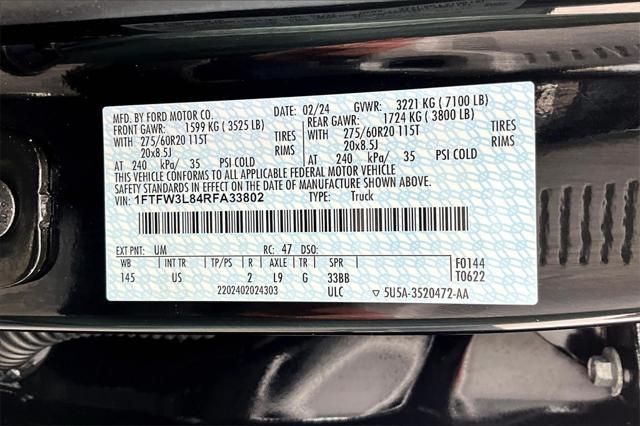 MFD. BY FORD MOTOR CO. DATE: 02/24 GVWR: 3221 KG ( 7100 LB)
FRONT GAWR: 1599 KG ( 3525 LB) REAR GAWR: 1724 KG ( 3800 LB)
WITH 275/60R20 115T TIRES WITH 275/60R20 115T TIRES
20x8.5J RIMS 20x8.5J RIMS
AT 240 kPa/ 35 PSI COLD AT 240 kPa/ 35 PSI COLD
THIS VEHICLE CONFORMS TO ALL APPLICABLE FEDERAL MOTOR VEHICLE
SAFETY STANDARDS IN EFFECT ON THE DATE OF MANUFACTURE SHOWN ABOVE.
VIN: 1FTFW3L84RFA33802 TYPE: Truck
EXT PNT: UM RC: 47 DSO: F0144
WB INT TR TP/PS R AXLE TR SPR T0622
145 US 2 L9 G 33BB
2202402024303 ULC ▽ 5U5A-3520472-AA